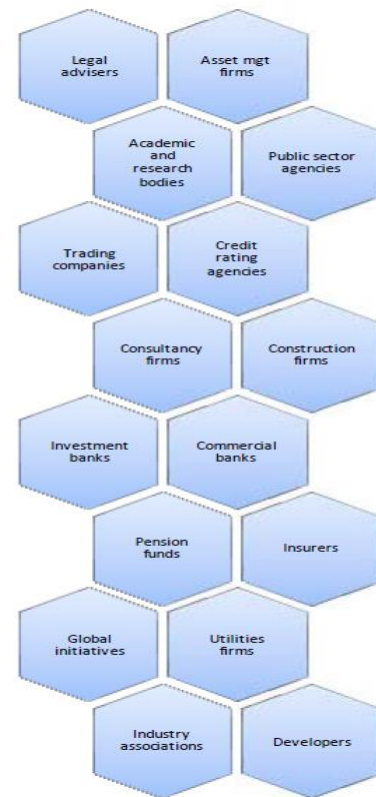 Legal
advisers
Asset mgt
firms
Academic
and
research
bodies
Public sector
agencies
Trading
companies
Credit
rating
agencies
Consultancy
firms
Construction
firms
Investment
banks
Commercial
banks
Pension
funds
Insurers
Global
initiatives
Utilities
firms
Industry
associations
Developers